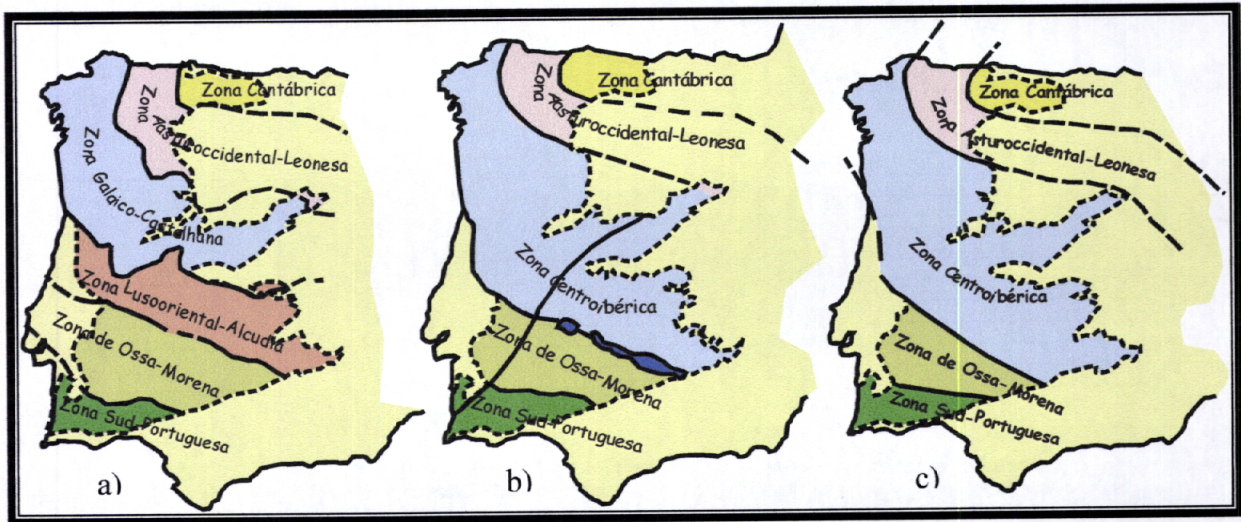 Zona Cantábrica
Zona Asturoccidental-Leonesa
Zona Galaico-Castelhana
Zona Lusooriental-Alcudia
Zona de Ossa-Morena
Zona Sud-Portuguesa
a)
Zona Cantábrica
Zona Asturoccidental-Leonesa
Zona CentroIbérica
Zona de Ossa-Morena
Zona Sud-Portuguesa
b)
Zona Cantábrica
Zona Asturoccidental-Leonesa
Zona CentroIbérica
Zona de Ossa-Morena
Zona Sud-Portuguesa
c)